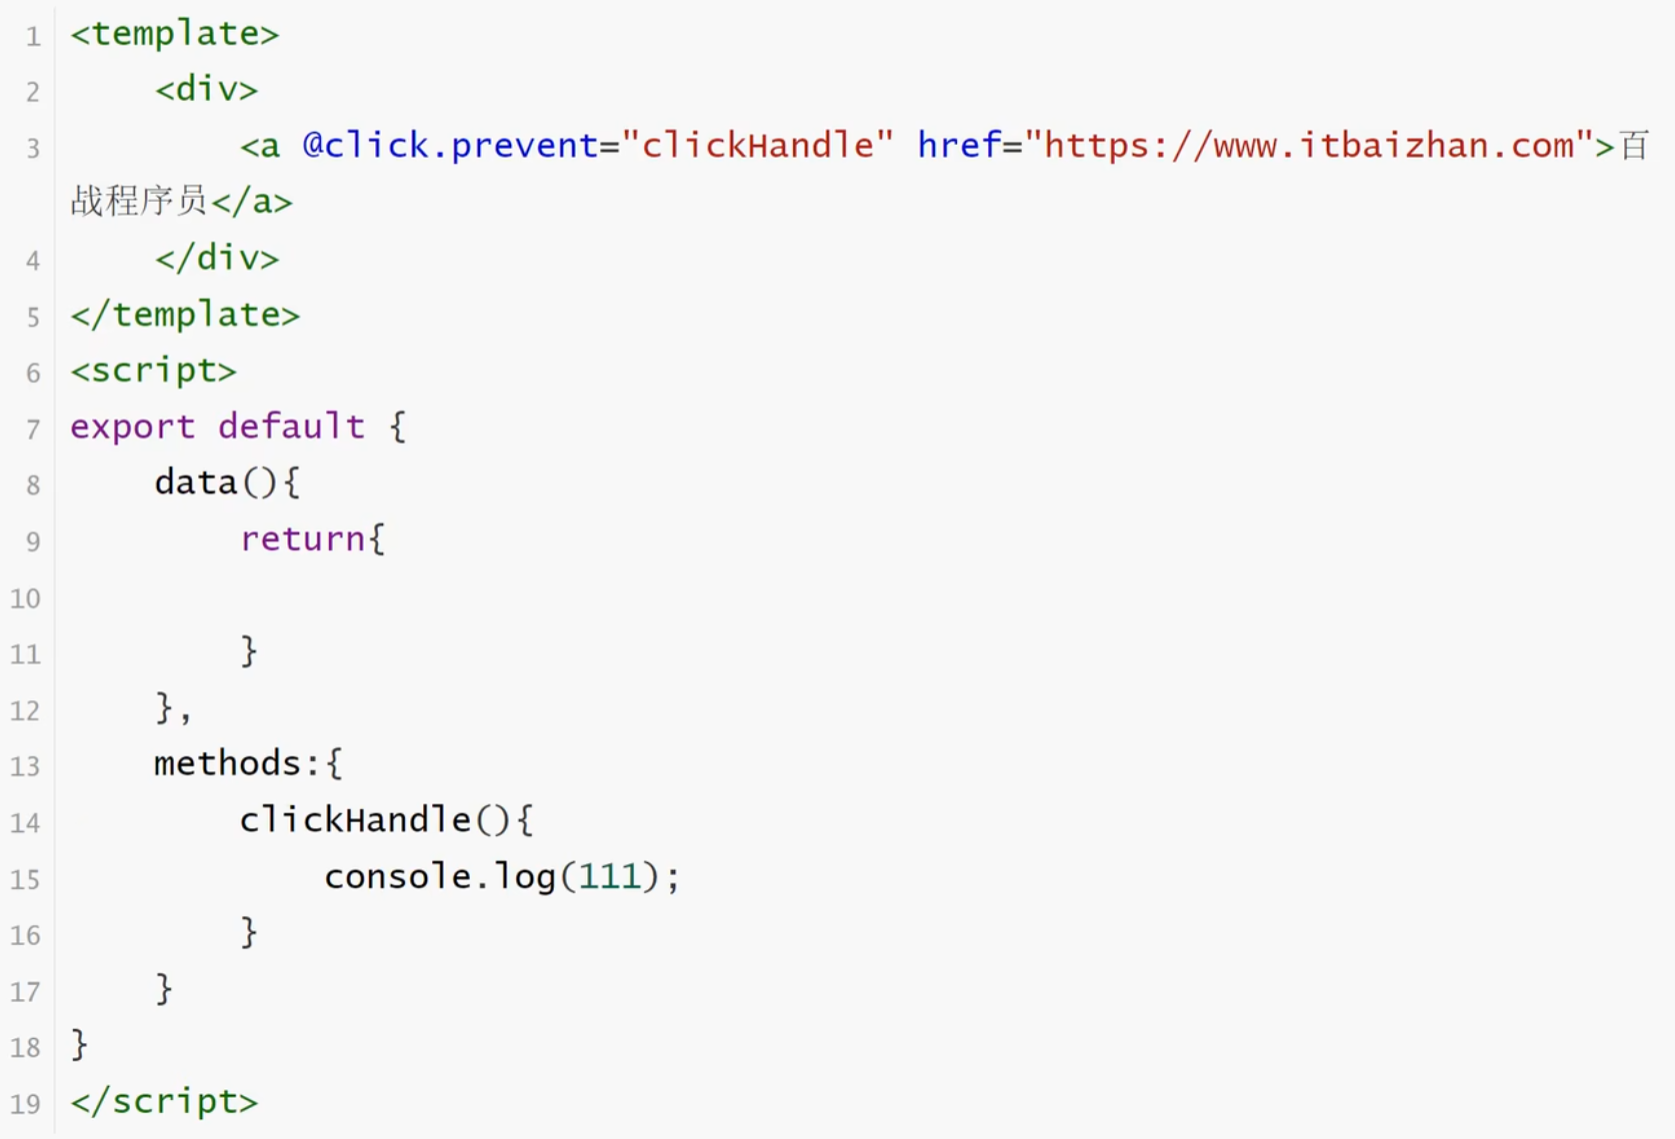 1 <template>
2     <div>
3         <a @click.prevent="clickHandle" href="https://www.itbaizhan.com">百
战程序员</a>
4     </div>
5 </template>
6 <script>
7 export default {
8     data(){
9         return{
10
11         }
12     },
13     methods:{
14         clickHandle(){
15             console.log(111);
16         }
17     }
18 }
19 </script>